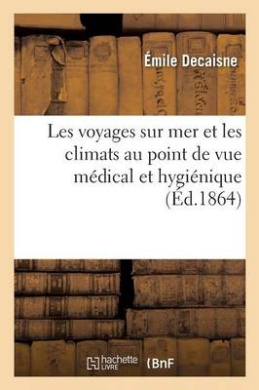 Émile Decaisne
Les voyages sur mer et les
climats au point de vue
médical et hygiénique
(Éd.1864)
hachette
LIVRE
(BnF